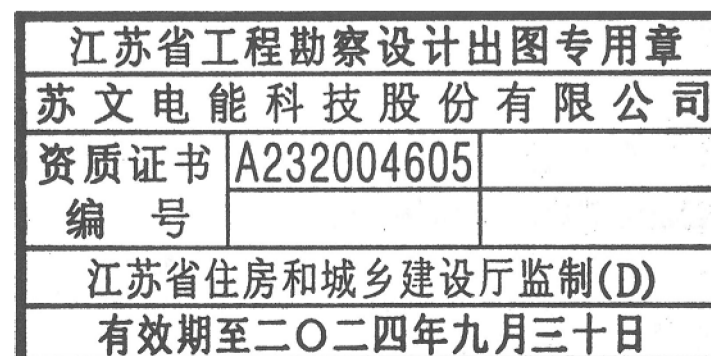 江苏省工程勘察设计出图专用章
苏文电能科技股份有限公司
资质证书 A232004605
编号
江苏省住房和城乡建设厅监制(D)
有效期至二〇二四年九月三十日